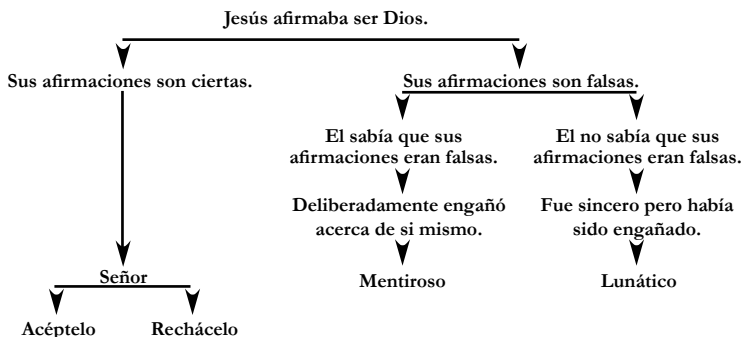 Jesús afirmaba ser Dios.
Sus afirmaciones son ciertas.
Sus afirmaciones son falsas.
El sabía que sus
afirmaciones eran falsas.
El no sabía que sus
afirmaciones eran falsas.
Deliberadamente engañó
acerca de si mismo.
Fue sincero pero había
sido engañado.
Señor
Mentiroso
Lunático
Acéptelo
Rechácelo